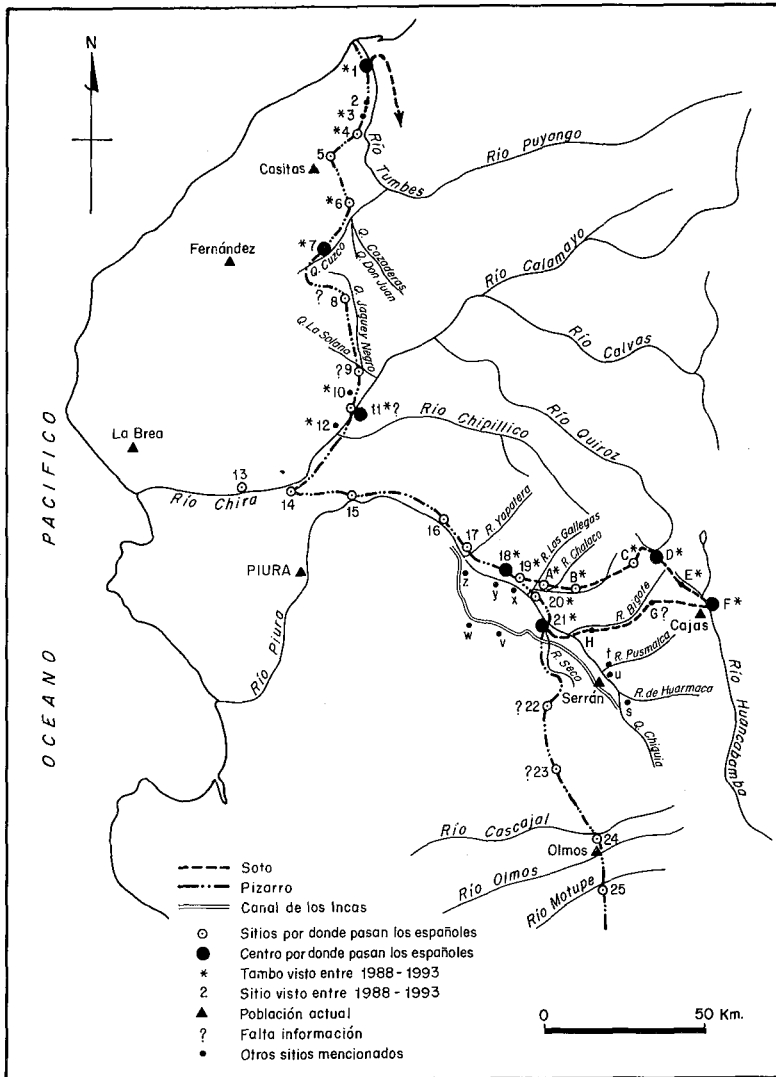 N
*1
2
*3
*4
5
Casitas
*6
*7
Río Tumbes
Río Puyango
Fernández
Q. Cuzco
Q. Cazaderas
Q. Don Juan
Río Calamayo
?
8
Q. Jaguey Negro
Q. La Solana
Río Calvas
?9
*10
11*?
*12
Río Chipillico
Río Quiroz
La Brea
13
Río Chira
14
15
16
17
R. Yapatera
18*
19*
R. Las Gallegas
A*
R. Chalaco
B*
C*
D*
E*
F*
PACIFICO
OCEANO
PIURA
Río Piura
z
y
x
20*
21*
w
v
H
R. Bigote
G?
Cajas
R. Pusmalca
t
u
R. Seco
Serrán
R. de Huarmaca
s
Q. Chiquia
Río Huancabamba
?22
?23
Río Cascajal
24
Olmos
Río Olmos
25
Río Motupe
Soto
Pizarro
Canal de los Incas
Sitios por donde pasan los españoles
Centro por donde pasan los españoles
* Tambo visto entre 1988-1993
2 Sitio visto entre 1988-1993
Población actual
? Falta información
Otros sitios mencionados
0 50 Km.